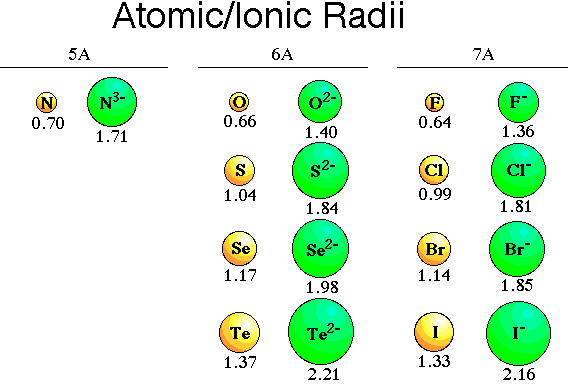 Atomic/Ionic Radii
5A 6A 7A
N N3- O O2- F F-
0.70 1.71 0.66 1.40 0.64 1.36
S S2- Cl Cl-
1.04 1.84 0.99 1.81
Se Se2- Br Br-
1.17 1.98 1.14 1.85
Te Te2- I I-
1.37 2.21 1.33 2.16